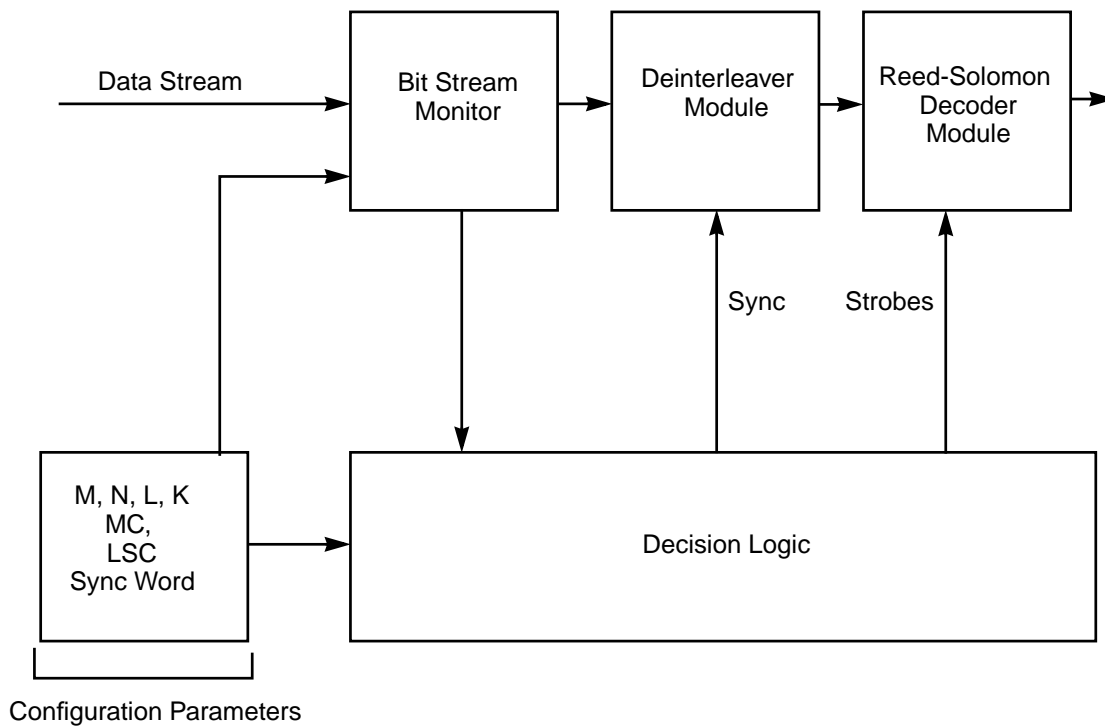 Data Stream
Bit Stream
Monitor
Deinterleaver
Module
Reed-Solomon
Decoder
Module
Sync
Strobes
M, N, L, K
MC,
LSC
Sync Word
Decision Logic
Configuration Parameters